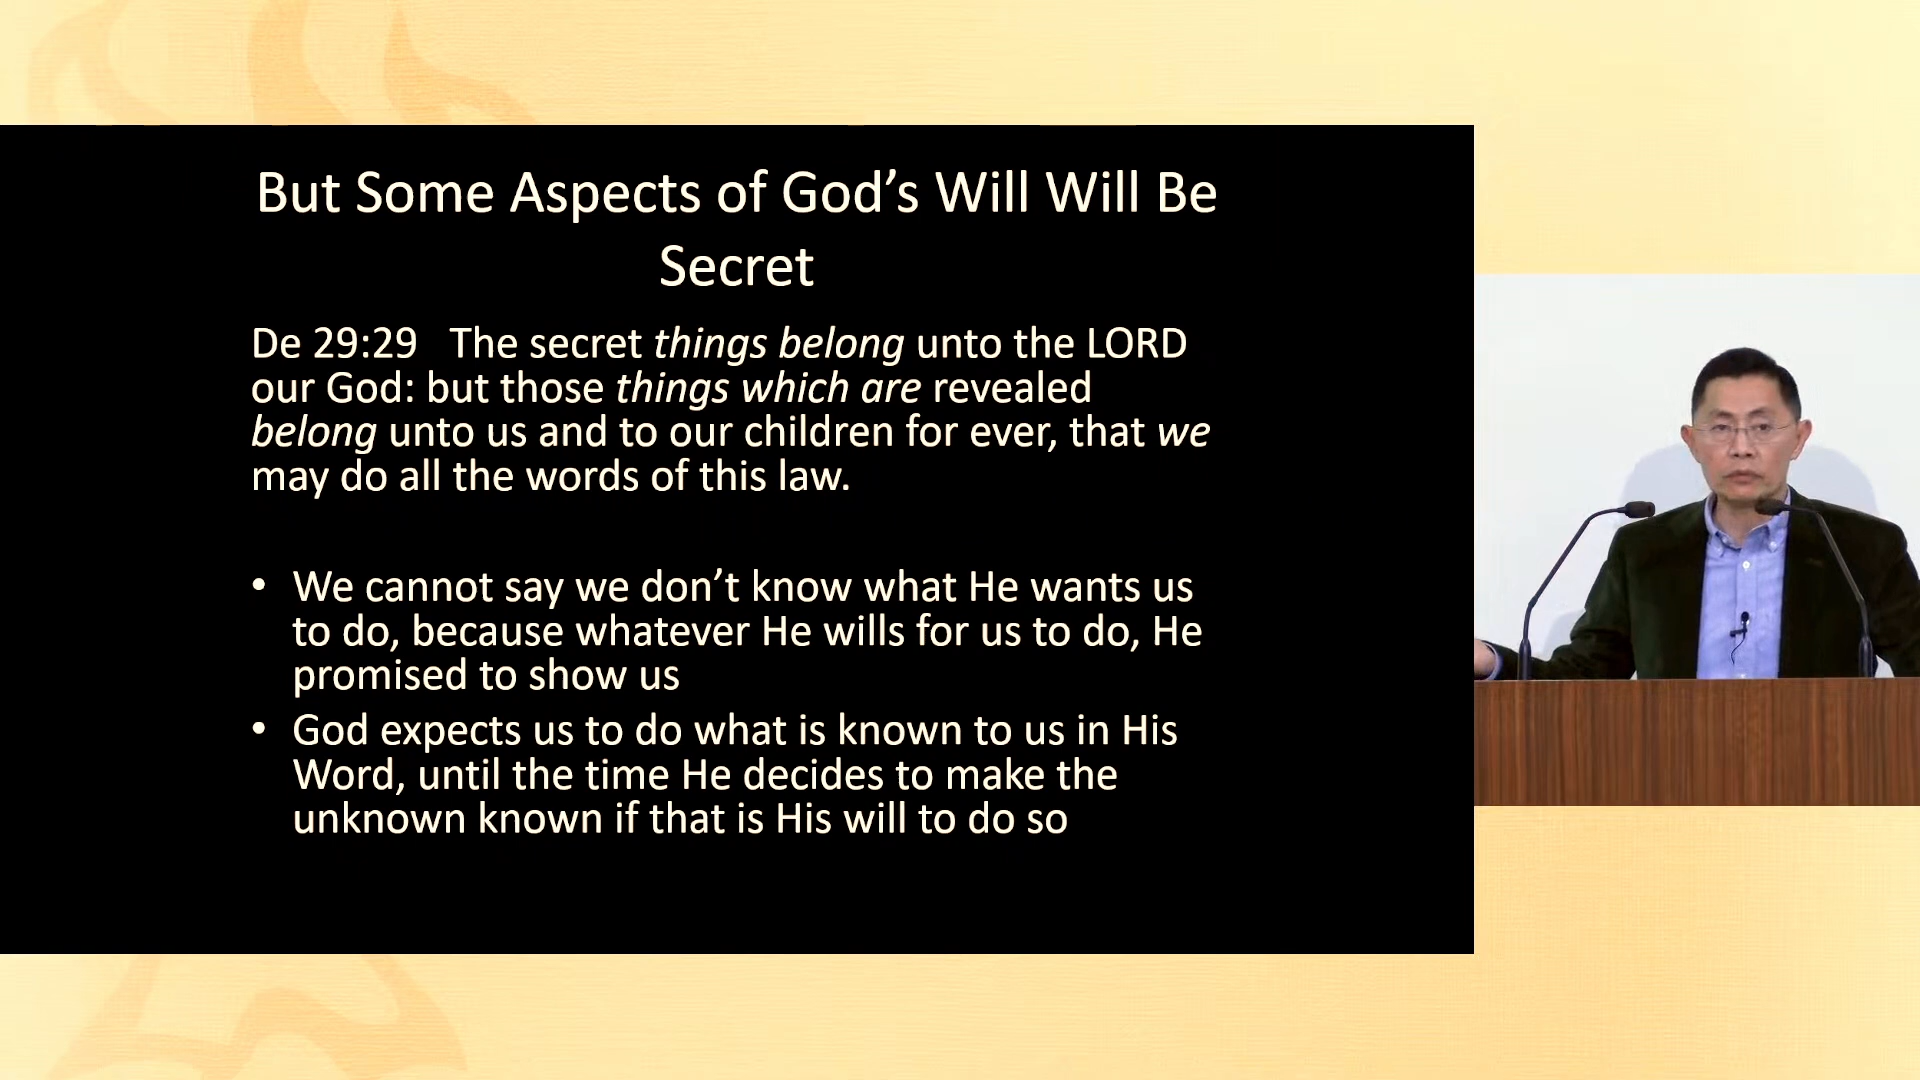 But Some Aspects of God’s Will Will Be
Secret
De 29:29   The secret things belong unto the LORD
our God: but those things which are revealed
belong unto us and to our children for ever, that we
may do all the words of this law.
• We cannot say we don’t know what He wants us
to do, because whatever He wills for us to do, He
promised to show us
• God expects us to do what is known to us in His
Word, until the time He decides to make the
unknown known if that is His will to do so